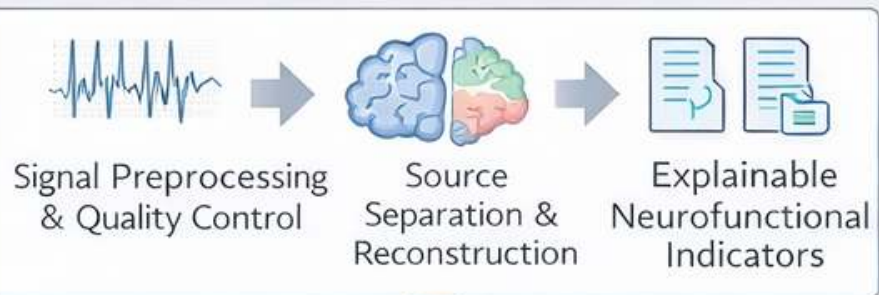 Signal Preprocessing
& Quality Control
Source
Separation &
Reconstruction
Explainable
Neurofunctional
Indicators